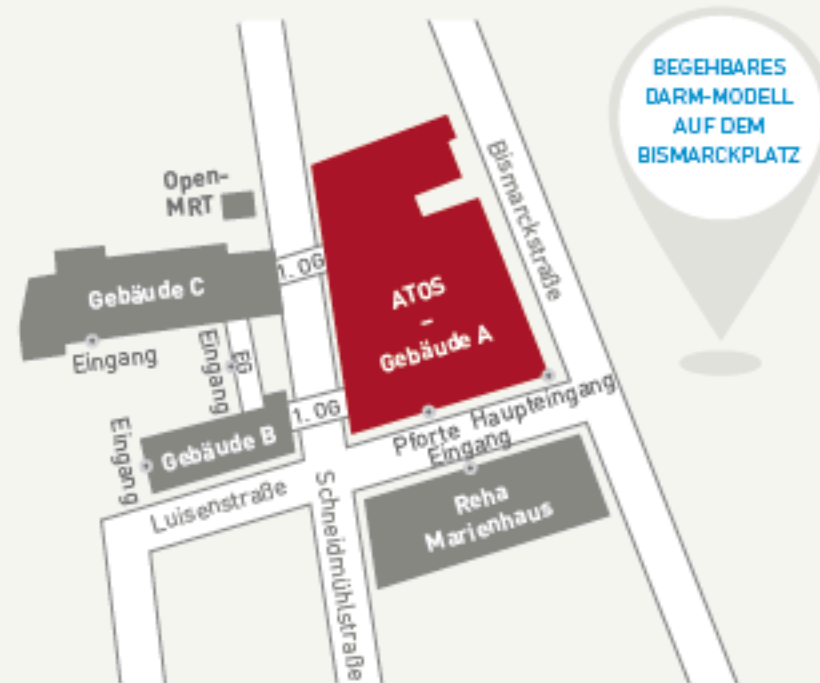 BEGEHBARES
DARM-MODELL
AUF DEM
BISMARCKPLATZ
Bismarckstraße
Open-
MRT
1. OG
Gebäude C
ATOS
–
Gebäude A
Eingang
Eingang
EG
1. OG
Haupteingang
Pforte
Eingang
Gebäude B
Eingang
Luisenstraße
Schneidmühlstraße
Reha
Marienhaus